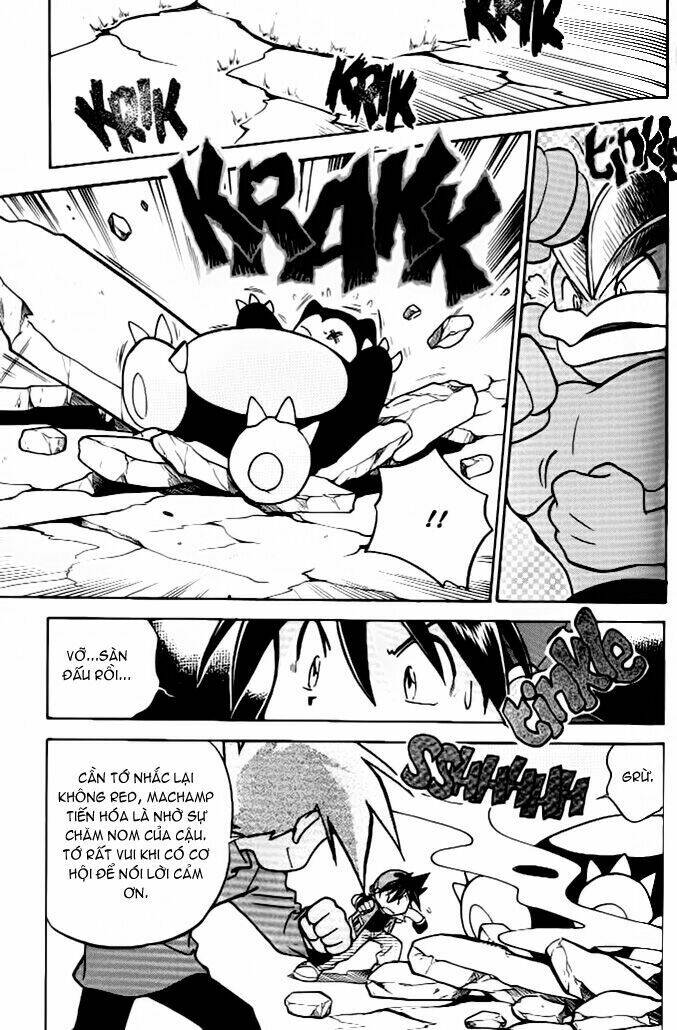 KRIK
KRIK
KRIK
tinkle
KRAKK
!!
VỠ...SÀN
ĐẤU RỒI...
tinkle
SSHHHHH
GRỪ.
CẦN TỚ NHẮC LẠI
KHÔNG RED, MACHAMP
TIẾN HÓA LÀ NHỜ SỰ
CHĂM NOM CỦA CẬU.
TỚ RẤT VUI KHI CÓ CƠ
HỘI ĐỂ NÓI LỜI CẢM
ƠN.